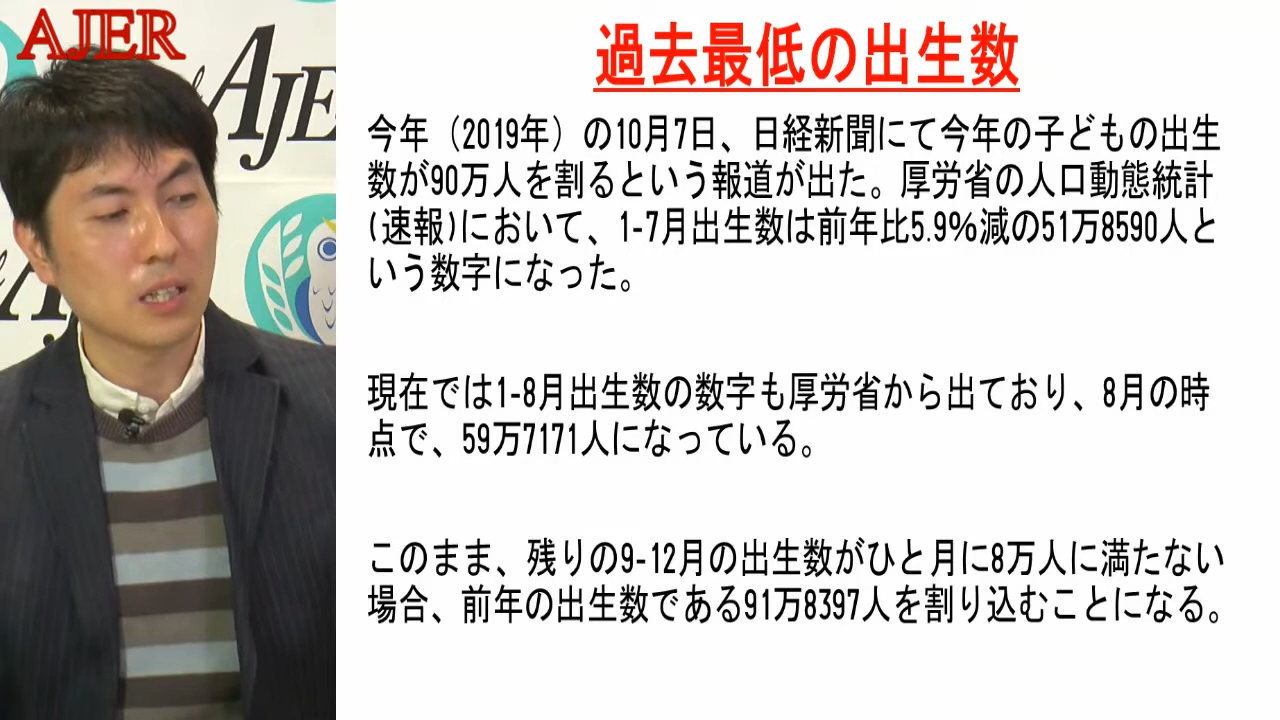 AJER
AJE
過去最低の出生数
今年（2019年）の10月7日、日経新聞にて今年の子どもの出生
数が90万人を割るという報道が出た。厚労省の人口動態統計
(速報)において、1-7月出生数は前年比5.9％減の51万8590人と
いう数字になった。
現在では1-8月出生数の数字も厚労省から出ており、8月の時
点で、59万7171人になっている。
このまま、残りの9-12月の出生数がひと月に8万人に満たない
場合、前年の出生数である91万8397人を割り込むことになる。